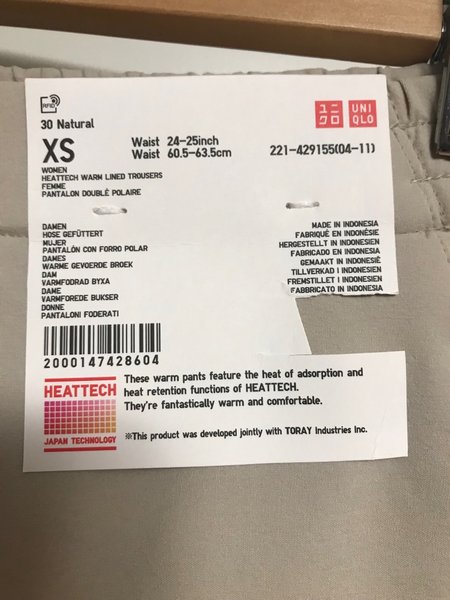 RFID
30 Natural
XS
Waist 24-25inch
Waist 60.5-63.5cm
ユニ
クロ
UNI
QLO
221-429155(04-11)
WOMEN
HEATTECH WARM LINED TROUSERS
FEMME
PANTALON DOUBLÉ POLAIRE
DAMEN
HOSE GEFÜTTERT
MUJER
PANTALÓN CON FORRO POLAR
DAMES
WARME GEVOERDE BROEK
DAM
VARMFODRAD BYXA
DAME
VARMFOREDE BUKSER
DONNE
PANTALONI FODERATI
MADE IN INDONESIA
FABRIQUÉ EN INDONÉSIE
HERGESTELLT IN INDONESIEN
FABRICADO EN INDONESIA
GEMAAKT IN INDONESIË
TILLVERKAD I INDONESIEN
FREMSTILLET I INDONESIEN
FABBRICATO IN INDONESIA
2000147428604
HEATTECH
JAPAN TECHNOLOGY
These warm pants feature the heat of adsorption and
heat retention functions of HEATTECH.
They're fantastically warm and comfortable.
※This product was developed jointly with TORAY Industries Inc.